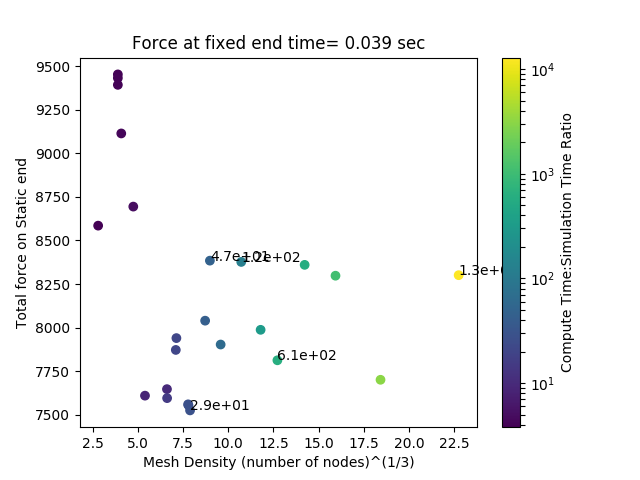 Force at fixed end time= 0.039 sec
Total force on Static end
9500
9250
9000
8750
8500
8250
8000
7750
7500
4.7e+01
1.2e+02
1.3e+0
6.1e+02
2.9e+01
2.5 5.0 7.5 10.0 12.5 15.0 17.5 20.0 22.5
Mesh Density (number of nodes)^(1/3)
10^4
10^3
10^2
10^1
Compute Time:Simulation Time Ratio